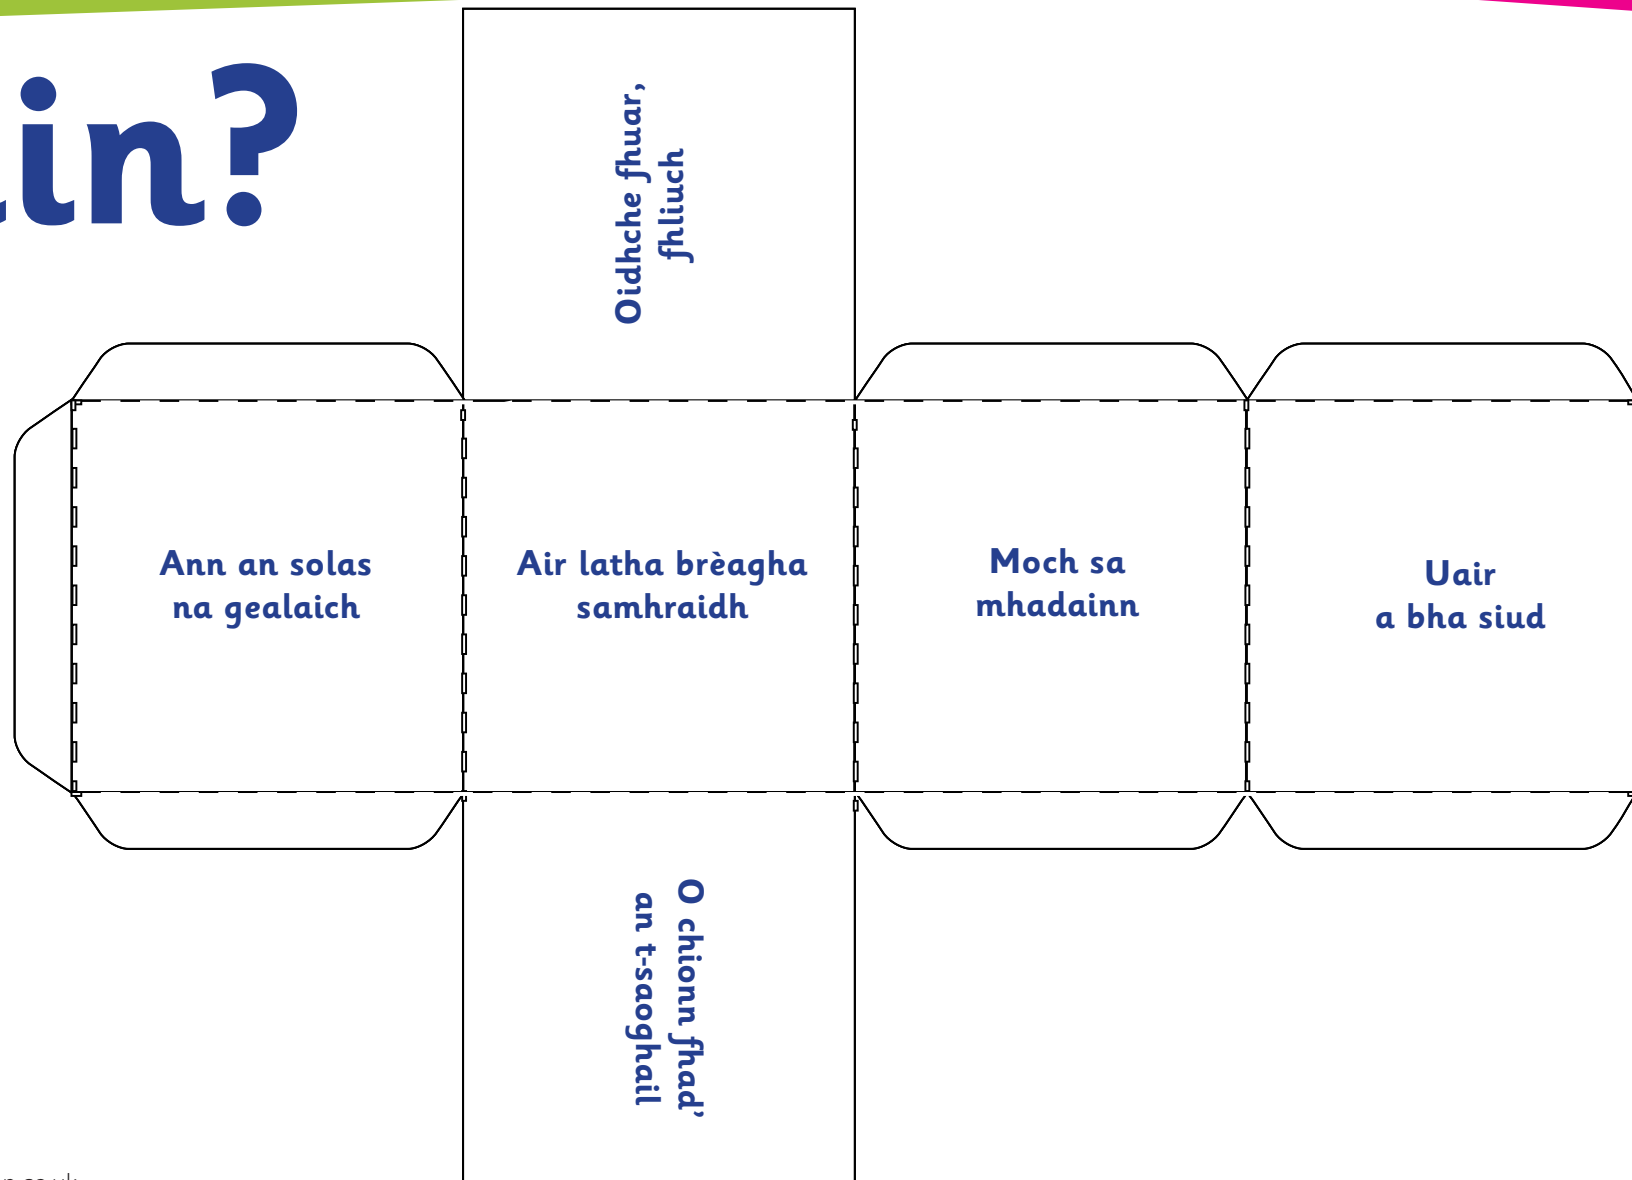 in?
Oidhche fhuar,
fhliuch
Ann an solas
na gealaich
Air latha brèagha
samhraidh
Moch sa
mhadainn
Uair
a bha siud
O chionn fhad’
an t-saoghail